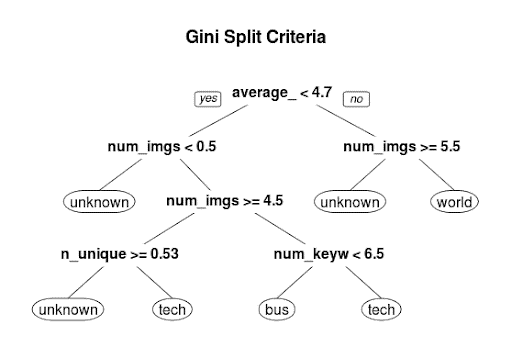 Gini Split Criteria
yes average_ < 4.7 no
num_imgs < 0.5 num_imgs >= 5.5
unknown num_imgs >= 4.5 unknown world
n_unique >= 0.53 num_keyw < 6.5
unknown tech bus tech